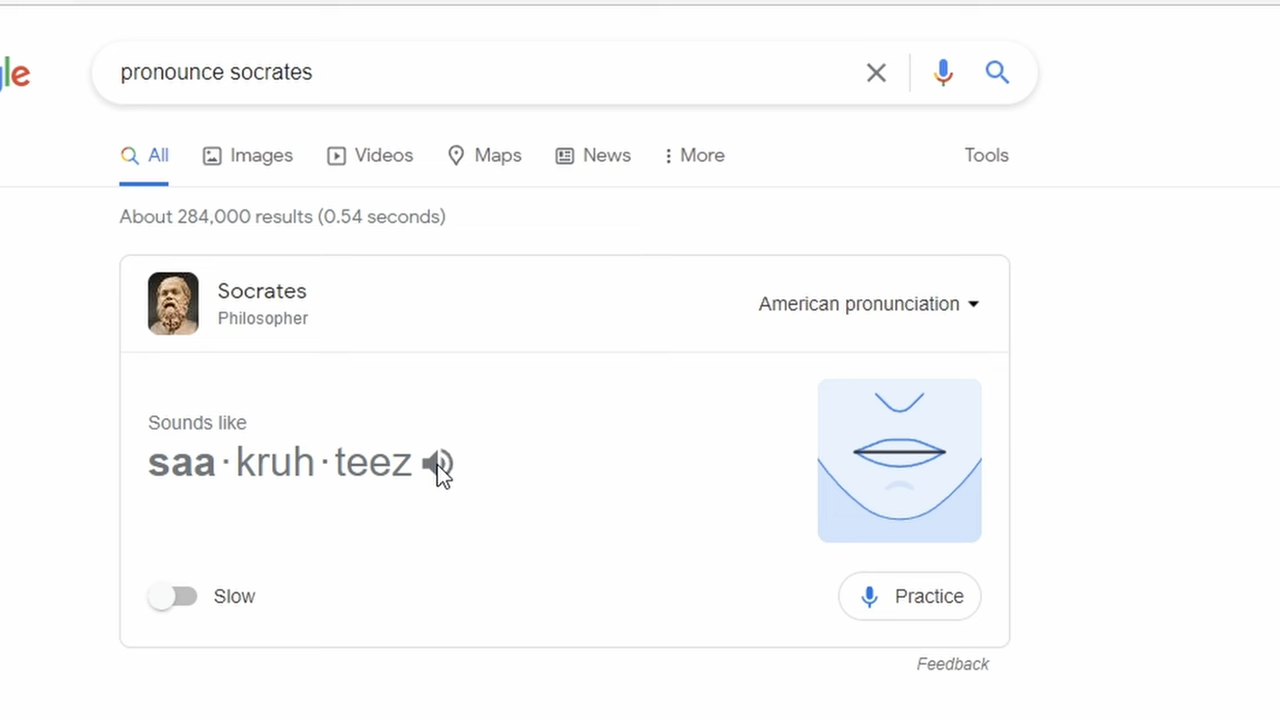 gle
pronounce socrates
All Images Videos Maps News More Tools
About 284,000 results (0.54 seconds)
Socrates
Philosopher
American pronunciation
Sounds like
saa·kruh·teez
Slow
Practice
Feedback